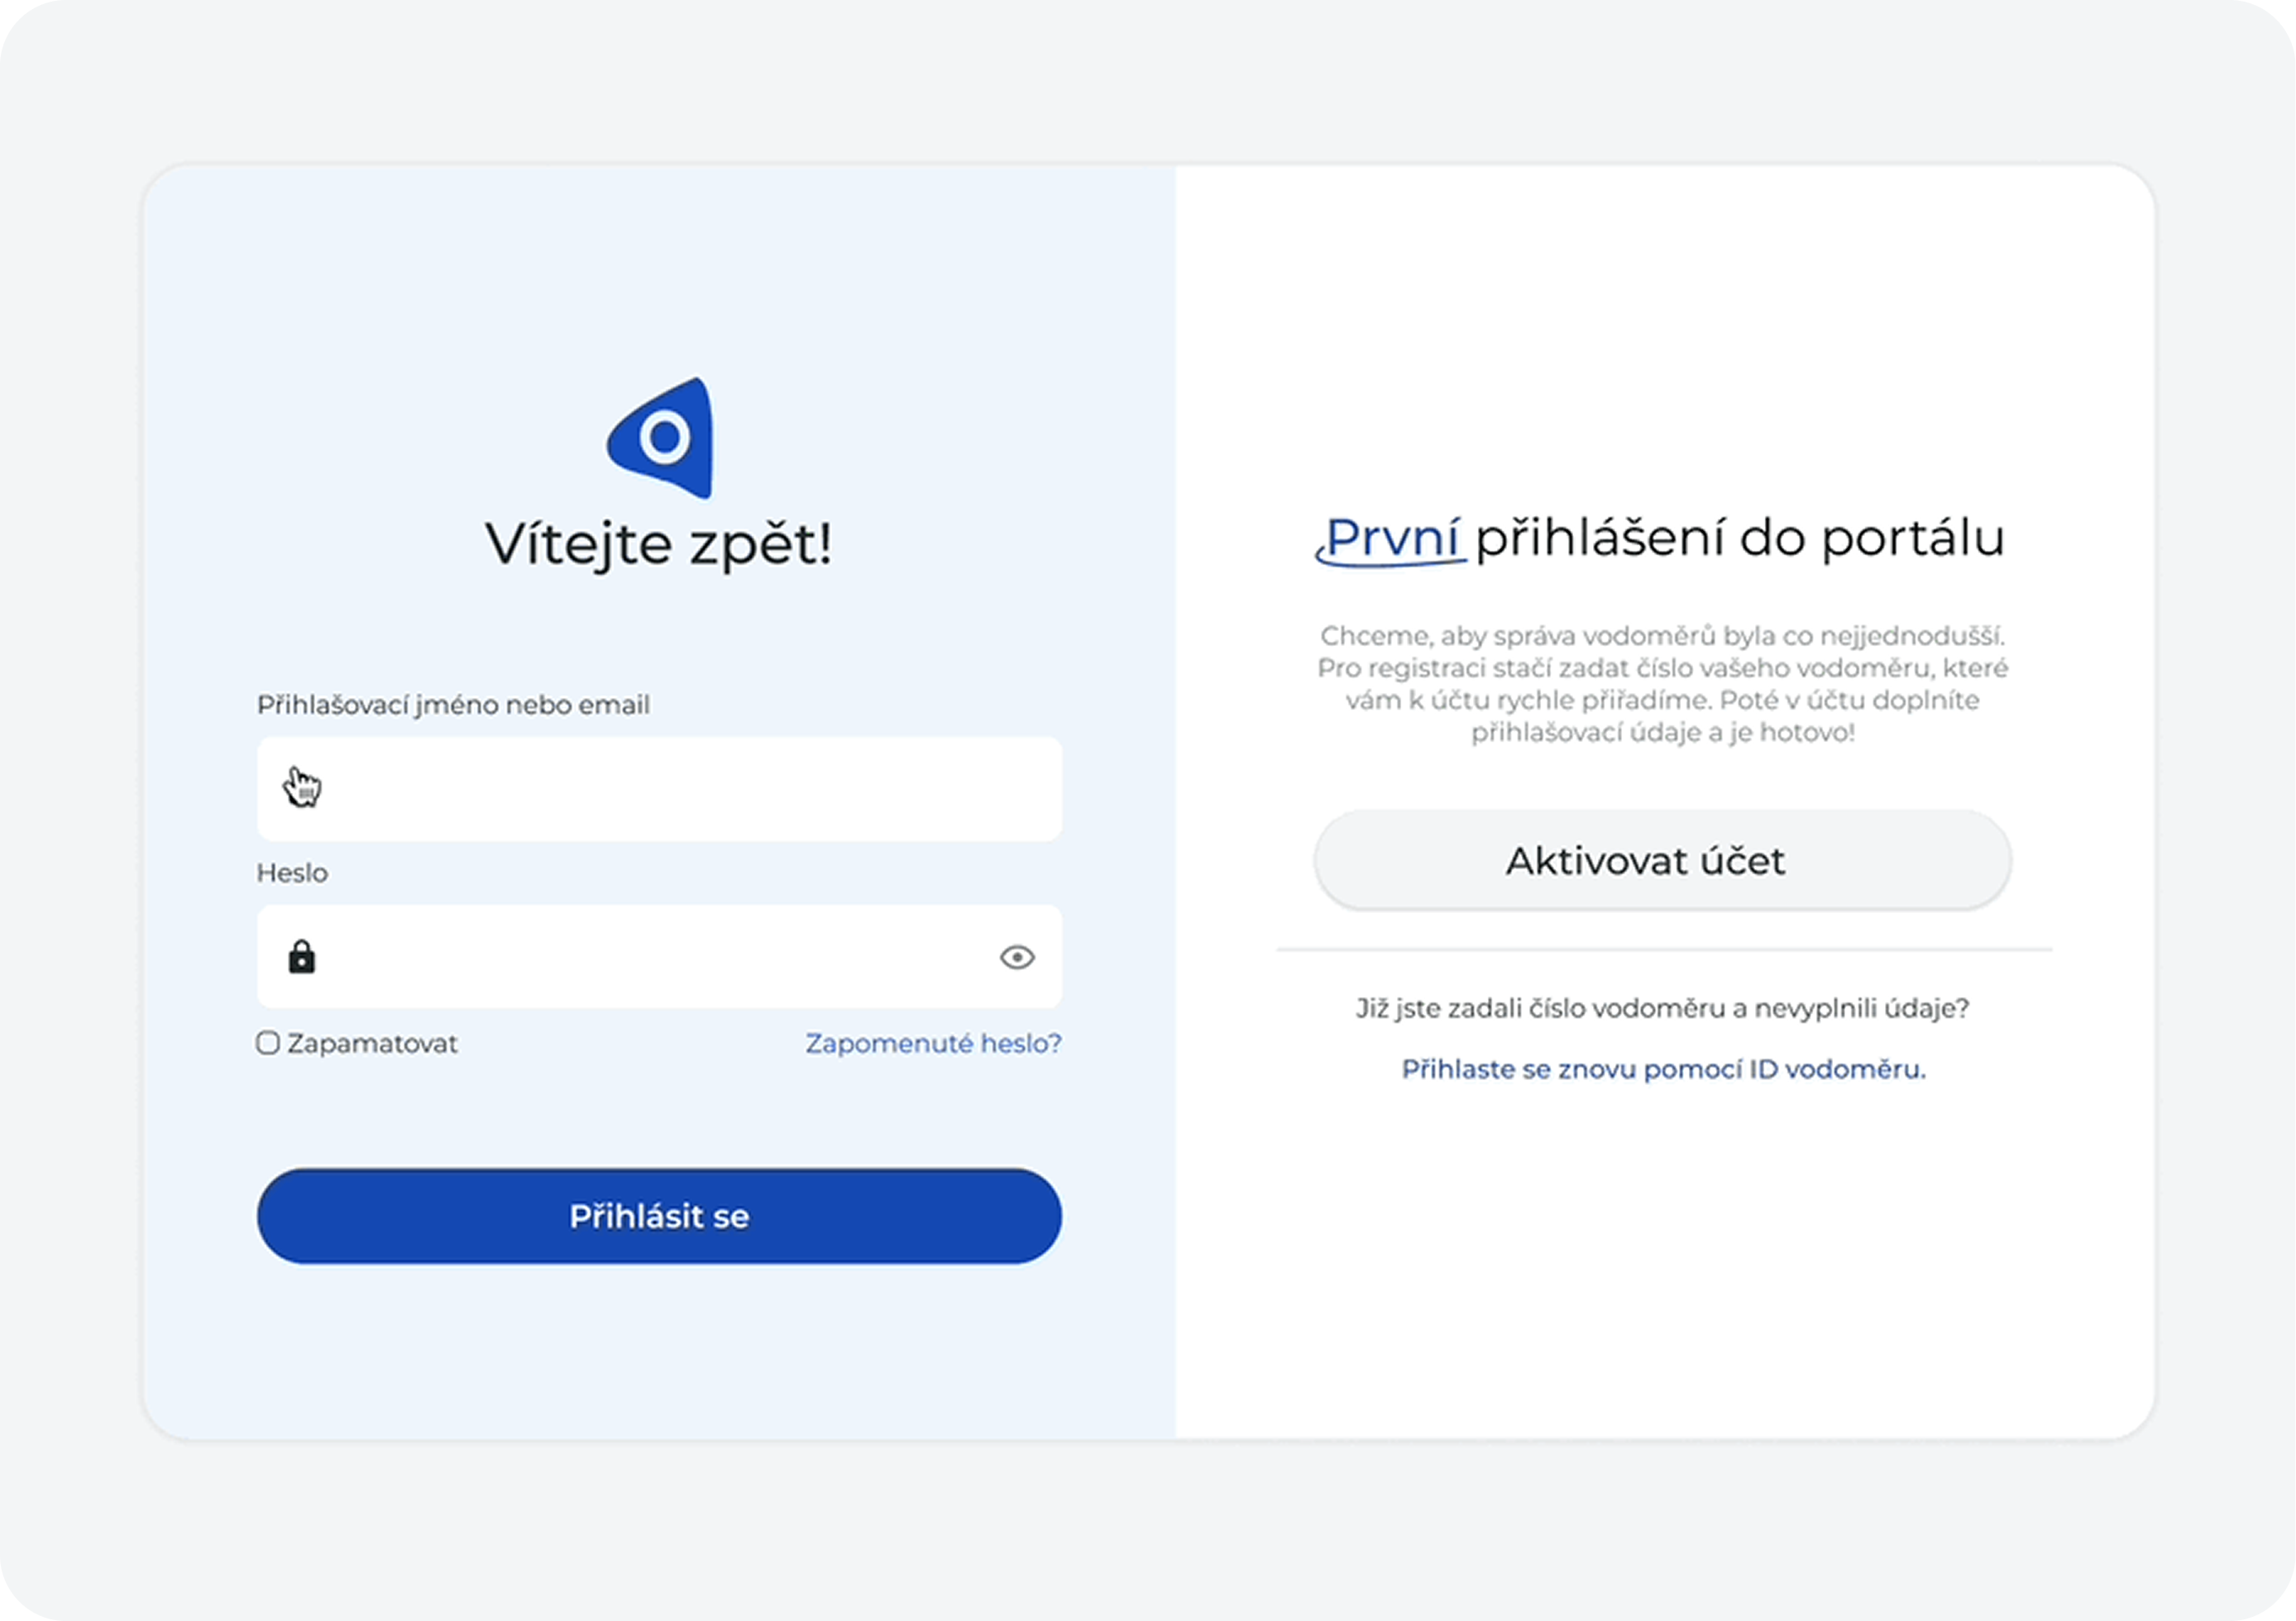 Vítejte zpět!
Přihlašovací jméno nebo email
Heslo
Zapamatovat
Zapomenuté heslo?
Přihlásit se
První přihlášení do portálu
Chceme, aby správa vodoměrů byla co nejjednodušší.
Pro registraci stačí zadat číslo vašeho vodoměru, které
vám k účtu rychle přiřadíme. Poté v účtu doplníte
přihlašovací údaje a je hotovo!
Aktivovat účet
Již jste zadali číslo vodoměru a nevyplnili údaje?
Přihlaste se znovu pomocí ID vodoměru.